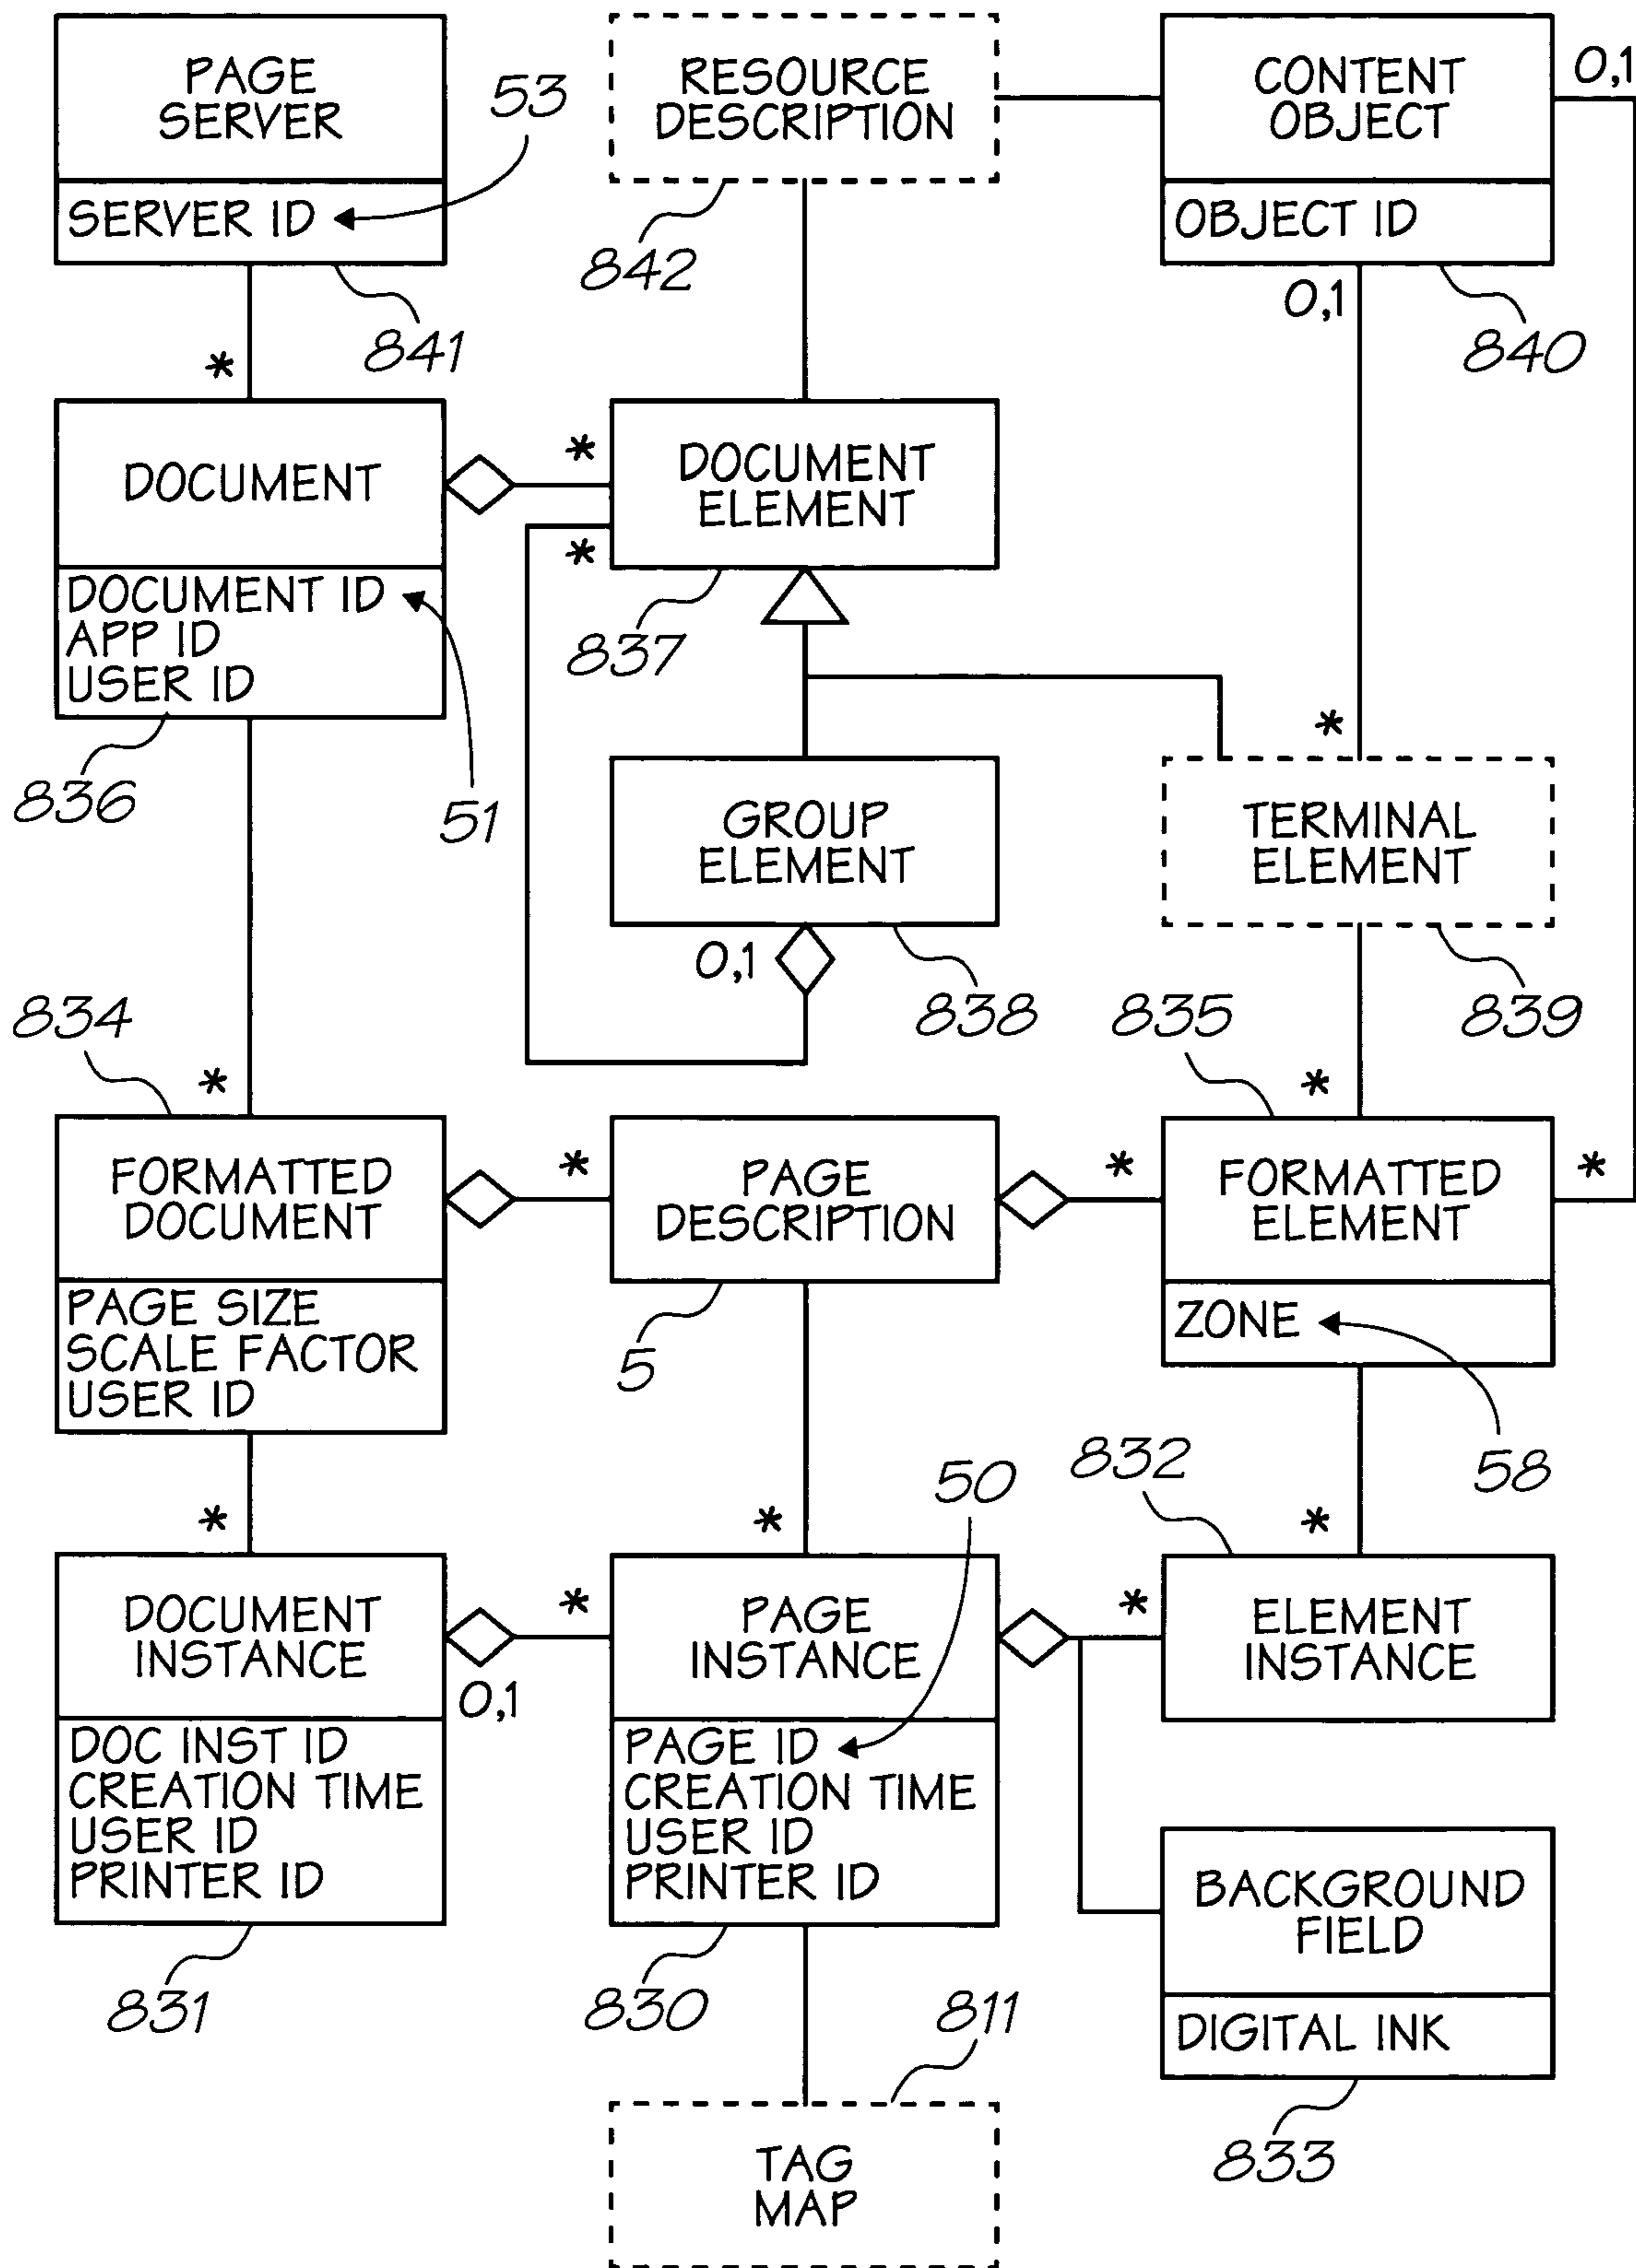 PAGE
SERVER
SERVER ID
53
841
RESOURCE
DESCRIPTION
842
CONTENT
OBJECT
OBJECT ID
0,1
0,1
840
*
DOCUMENT
DOCUMENT ID
APP ID
USER ID
836
51
*
*
DOCUMENT
ELEMENT
837
GROUP
ELEMENT
0,1
838
*
TERMINAL
ELEMENT
839
834
*
FORMATTED
DOCUMENT
PAGE SIZE
SCALE FACTOR
USER ID
*
PAGE
DESCRIPTION
5
835
*
*
*
FORMATTED
ELEMENT
ZONE
58
*
DOCUMENT
INSTANCE
0,1
DOC INST ID
CREATION TIME
USER ID
PRINTER ID
831
*
*
50
PAGE
INSTANCE
PAGE ID
CREATION TIME
USER ID
PRINTER ID
830
832
*
*
ELEMENT
INSTANCE
BACKGROUND
FIELD
DIGITAL INK
833
811
TAG
MAP